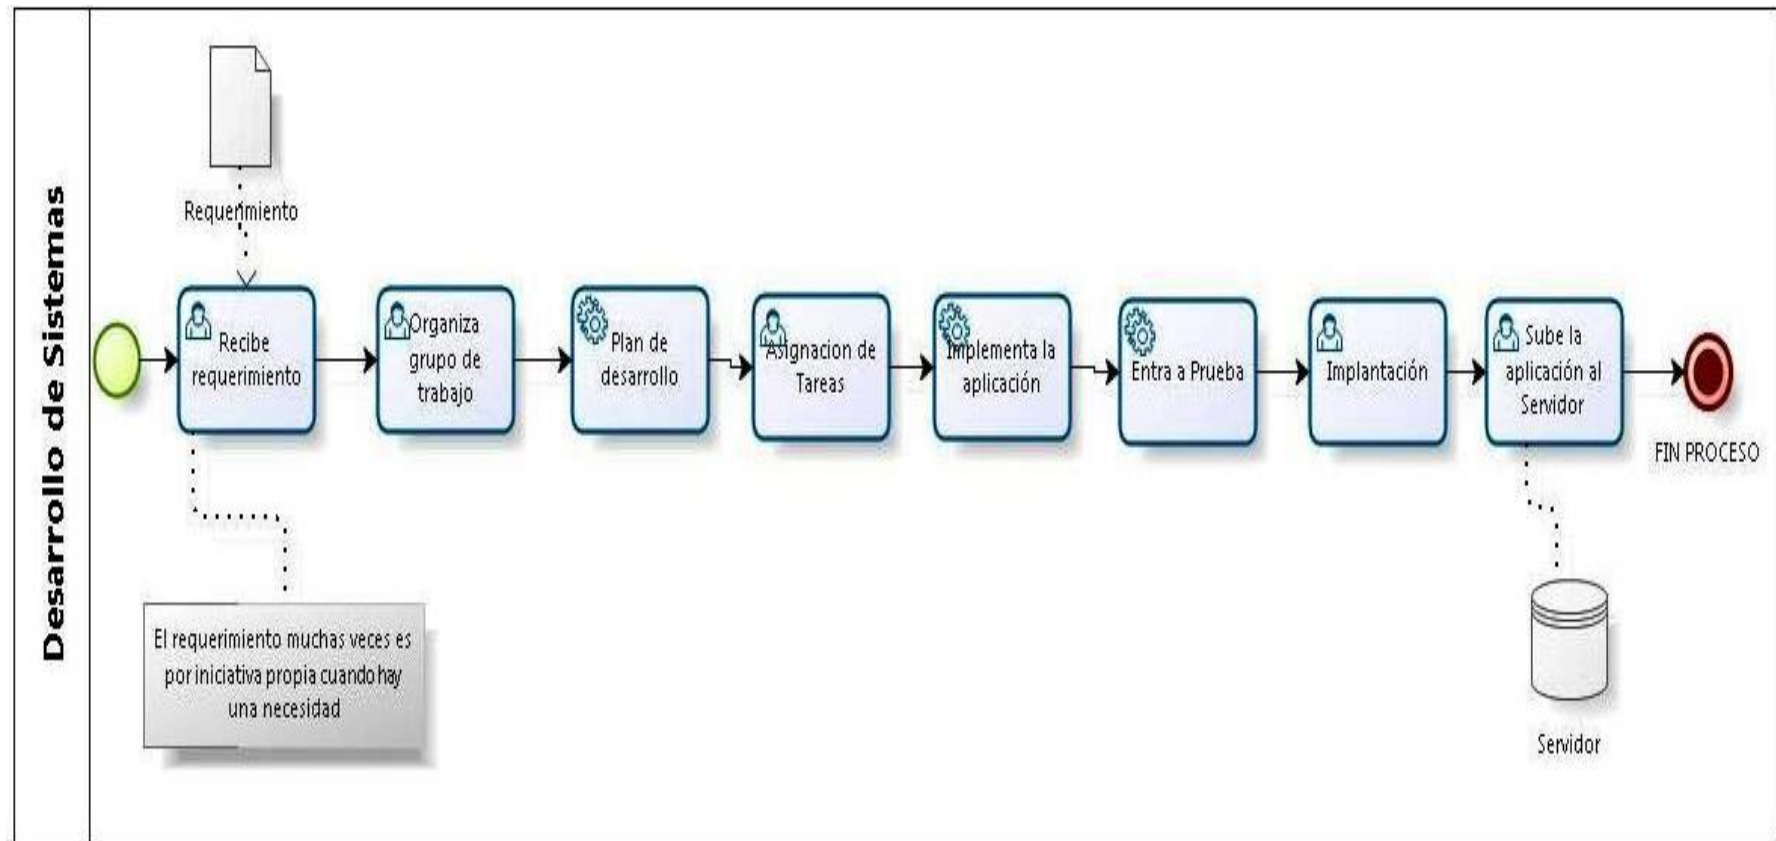 Desarrollo de Sistemas
Requerimiento
Recibe
requerimiento
Organiza
grupo de
trabajo
Plan de
desarrollo
Asignacion de
Tareas
Implementa la
aplicación
Entra a Prueba
Implantación
Sube la
aplicación al
Servidor
FIN PROCESO
El requerimiento muchas veces es
por iniciativa propia cuando hay
una necesidad
Servidor